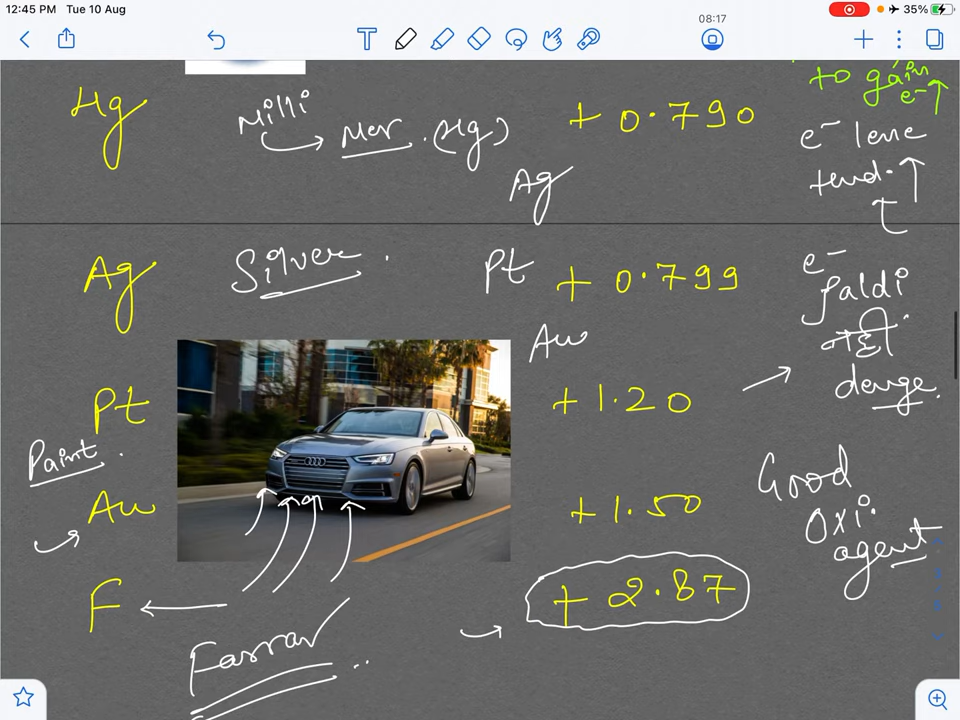 12:45 PM Tue 10 Aug
08:17
35%
T
to gain
e-↑
Hg
Milli
Mer. (Hg)
+ 0.790
e- lene
tend. ↑
Ag
Ag
Silver.
Pt
+ 0.799
e-
jaldi
नही
denge.
Au
Pt
+ 1.20
Paint.
Au
+ 1.50
Good
Oxi.
agent
F
+ 2.87
Farrar